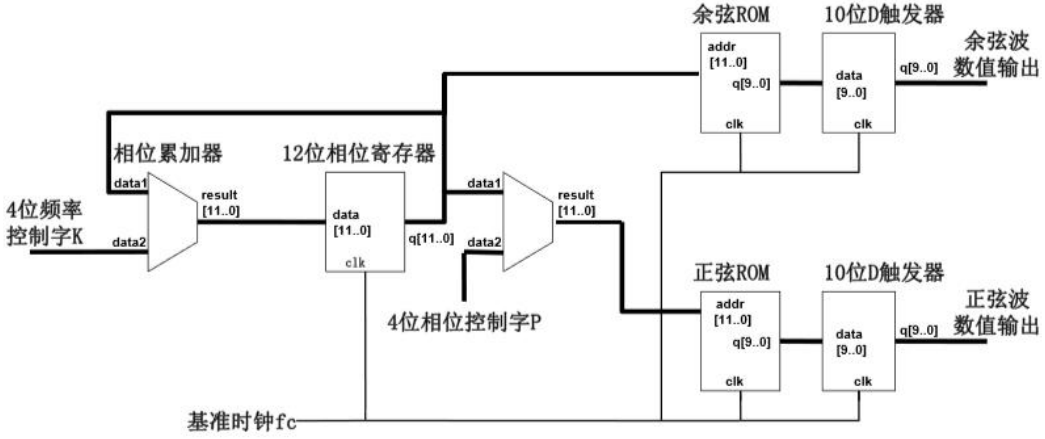 余弦ROM
10位D触发器
addr
[11..0]
q[9..0]
clk
data
[9..0]
clk
q[9..0]
余弦波
数值输出
相位累加器
12位相位寄存器
data1
result
[11..0]
4位频率
控制字K
data2
data
[11..0]
q[11..0]
clk
data1
result
[11..0]
data2
4位相位控制字P
正弦ROM
10位D触发器
addr
[11..0]
q[9..0]
clk
data
[9..0]
clk
q[9..0]
正弦波
数值输出
基准时钟fc